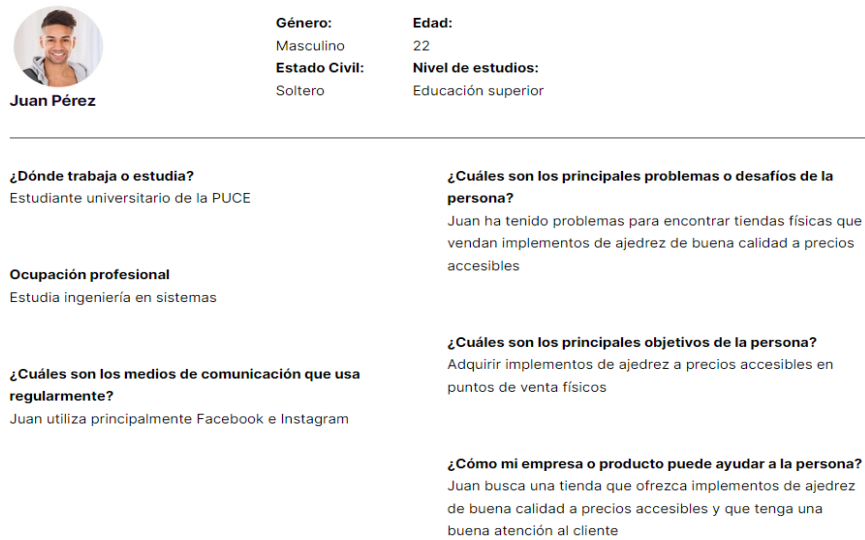 Género:
Masculino
Estado Civil:
Soltero
Edad:
22
Nivel de estudios:
Educación superior
Juan Pérez
¿Dónde trabaja o estudia?
Estudiante universitario de la PUCE
Ocupación profesional
Estudia ingeniería en sistemas
¿Cuáles son los medios de comunicación que usa
regularmente?
Juan utiliza principalmente Facebook e Instagram
¿Cuáles son los principales problemas o desafíos de la
persona?
Juan ha tenido problemas para encontrar tiendas físicas que
vendan implementos de ajedrez de buena calidad a precios
accesibles
¿Cuáles son los principales objetivos de la persona?
Adquirir implementos de ajedrez a precios accesibles en
puntos de venta físicos
¿Cómo mi empresa o producto puede ayudar a la persona?
Juan busca una tienda que ofrezca implementos de ajedrez
de buena calidad a precios accesibles y que tenga una
buena atención al cliente